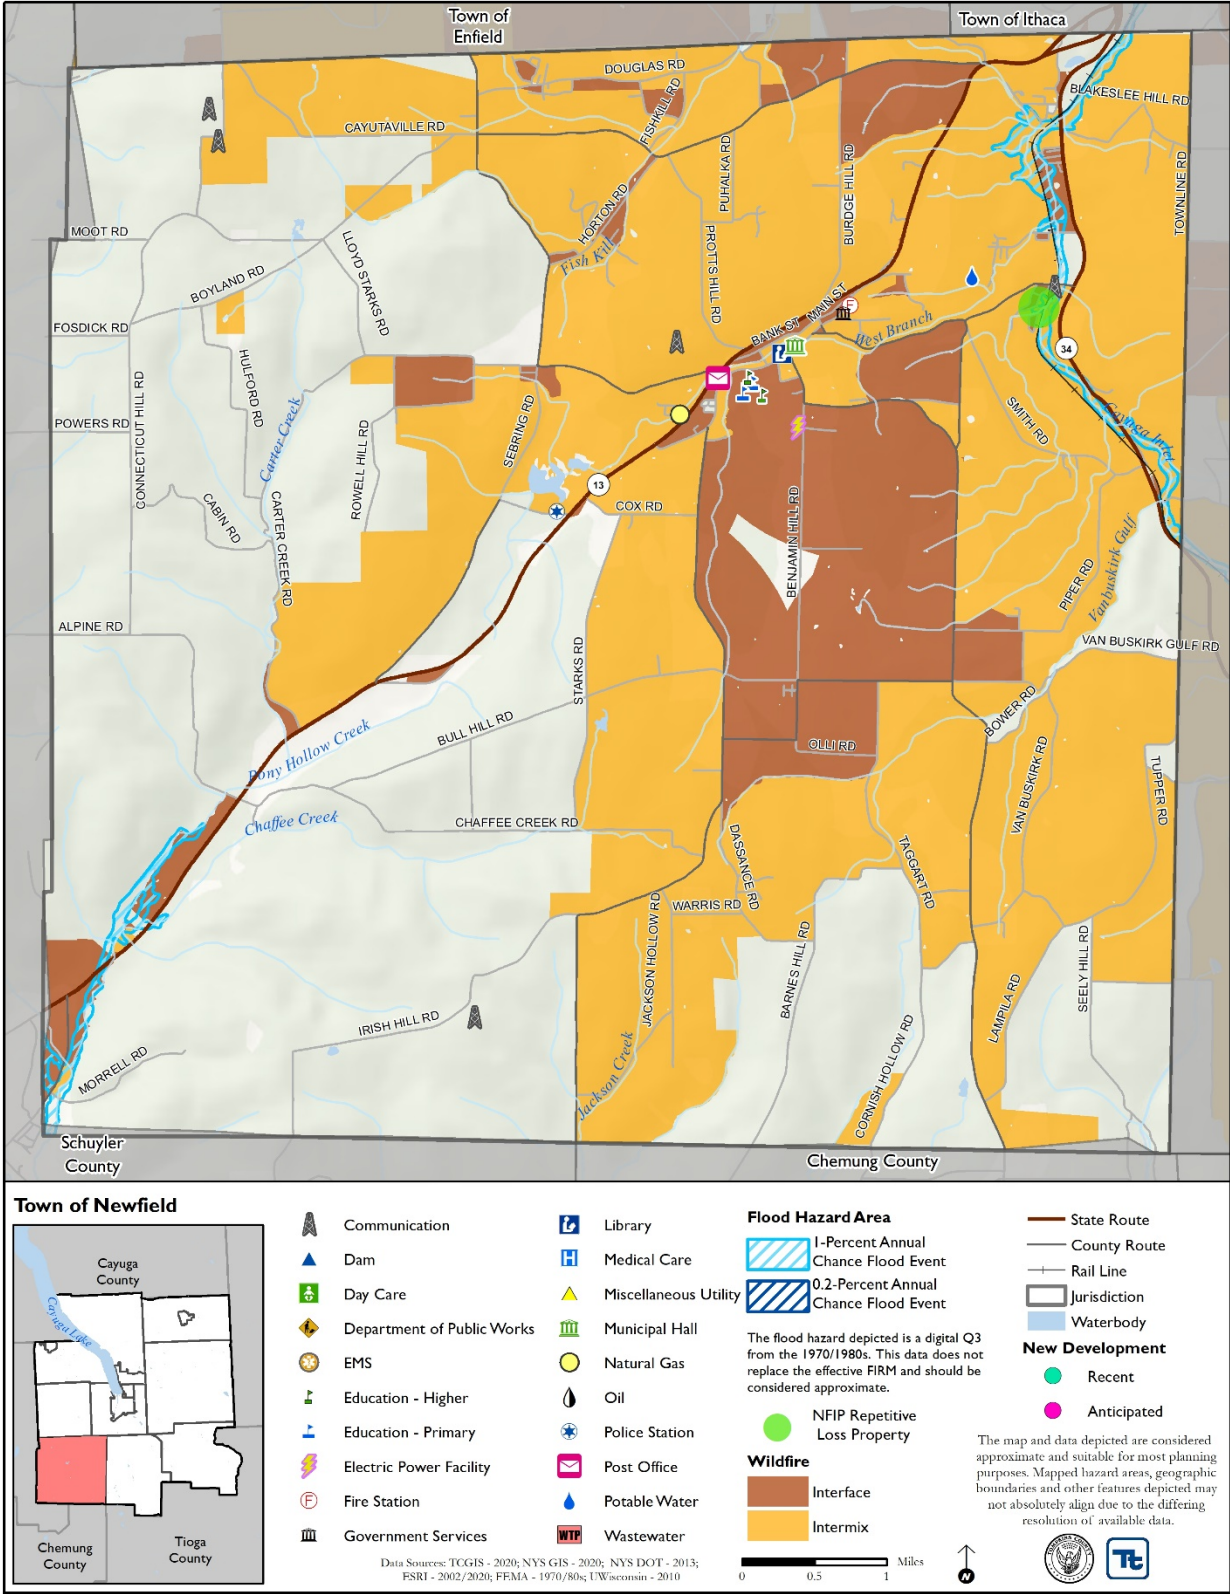 Town of
Enfield
Town of Ithaca
DOUGLAS RD
BLAKESLEE HILL RD
CAYUTAVILLE RD
FISHKILL RD
PUHALKA RD
BURDGE HILL RD
TOWNLINE RD
HORTON RD
MOOT RD
Fish Kill
LLOYD STARKS RD
PROTTS HILL RD
BOYLAND RD
FOSDICK RD
BANK ST
MAIN ST
F
West Branch
34
HULFORD RD
CONNECTICUT HILL RD
POWERS RD
Carter Creek
ROWELL HILL RD
SEBRING RD
SMITH RD
Cayuga Inlet
13
COX RD
CABIN RD
CARTER CREEK RD
BENJAMIN HILL RD
Vanbuskirk Gulf
PIPER RD
ALPINE RD
VAN BUSKIRK GULF RD
STARKS RD
BOWER RD
BULL HILL RD
Pony Hollow Creek
OLLI RD
VAN BUSKIRK RD
TUPPER RD
Chaffee Creek
CHAFFEE CREEK RD
DASSANCE RD
TAGGART RD
WARRIS RD
JACKSON HOLLOW RD
BARNES HILL RD
SEELY HILL RD
LAMPILA RD
IRISH HILL RD
MORRELL RD
Jackson Creek
CORNISH HOLLOW RD
Schuyler
County
Chemung County
Town of Newfield
Cayuga
County
Cayuga Lake
Chemung
County
Tioga
County
Communication
Dam
Day Care
Department of Public Works
EMS
Education - Higher
Education - Primary
Electric Power Facility
F Fire Station
Government Services
Library
H Medical Care
Miscellaneous Utility
Municipal Hall
Natural Gas
Oil
Police Station
Post Office
Potable Water
WTP Wastewater
Data Sources: TCGIS - 2020; NYS GIS - 2020; NYS DOT - 2013;
ESRI - 2002/2020; FEMA - 1970/80s; UWisconsin - 2010
Flood Hazard Area
1-Percent Annual
Chance Flood Event
0.2-Percent Annual
Chance Flood Event
The flood hazard depicted is a digital Q3
from the 1970/1980s. This data does not
replace the effective FIRM and should be
considered approximate.
NFIP Repetitive
Loss Property
Wildfire
Interface
Intermix
Miles
0 0.5 1
State Route
County Route
Rail Line
Jurisdiction
Waterbody
New Development
Recent
Anticipated
The map and data depicted are considered
approximate and suitable for most planning
purposes. Mapped hazard areas, geographic
boundaries and other features depicted may
not absolutely align due to the differing
resolution of available data.
N
Tt